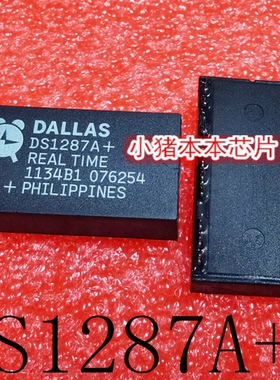 DALLAS
DS1287A+
REAL TIME
1134B1 076254
+ PHILIPPINES
小猪本本芯片
S1287A+